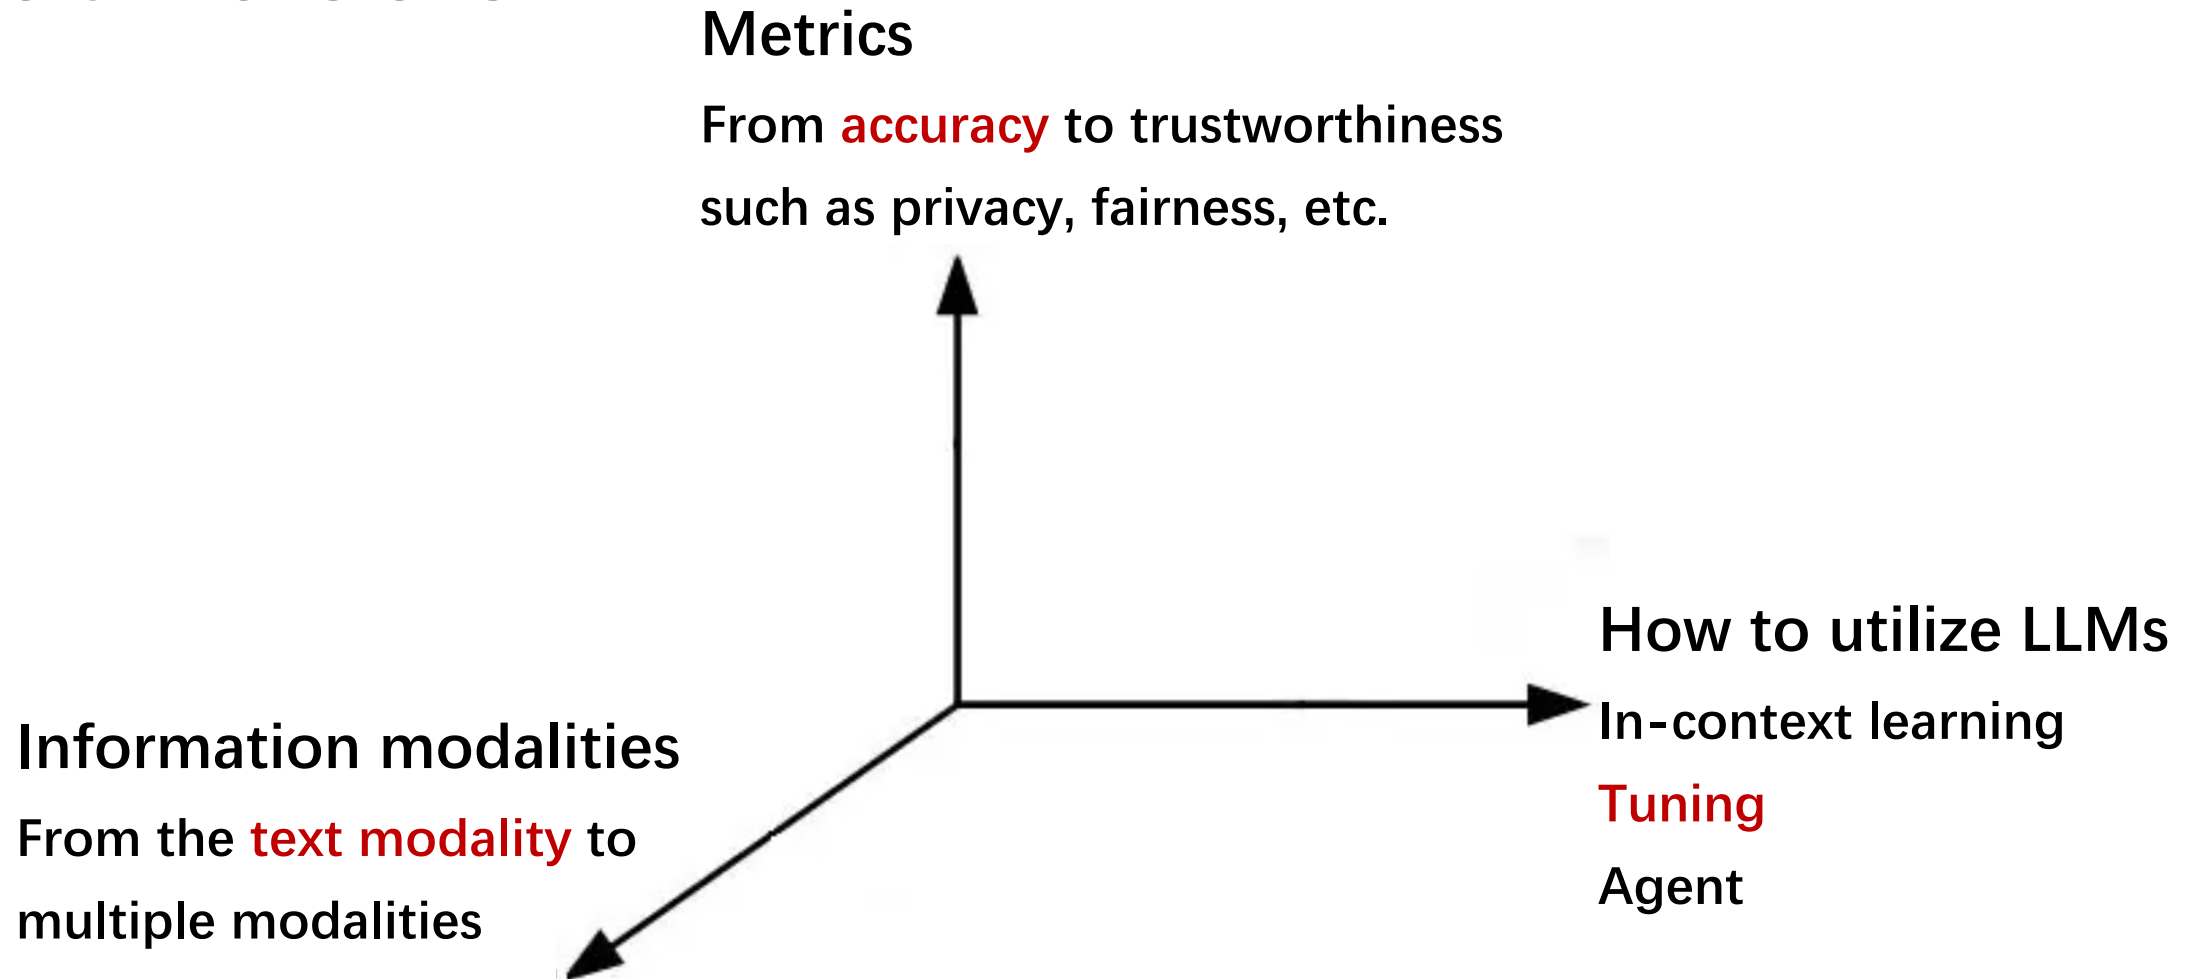 Metrics
From accuracy to trustworthiness
such as privacy, fairness, etc.
How to utilize LLMs
In-context learning
Tuning
Agent
Information modalities
From the text modality to
multiple modalities